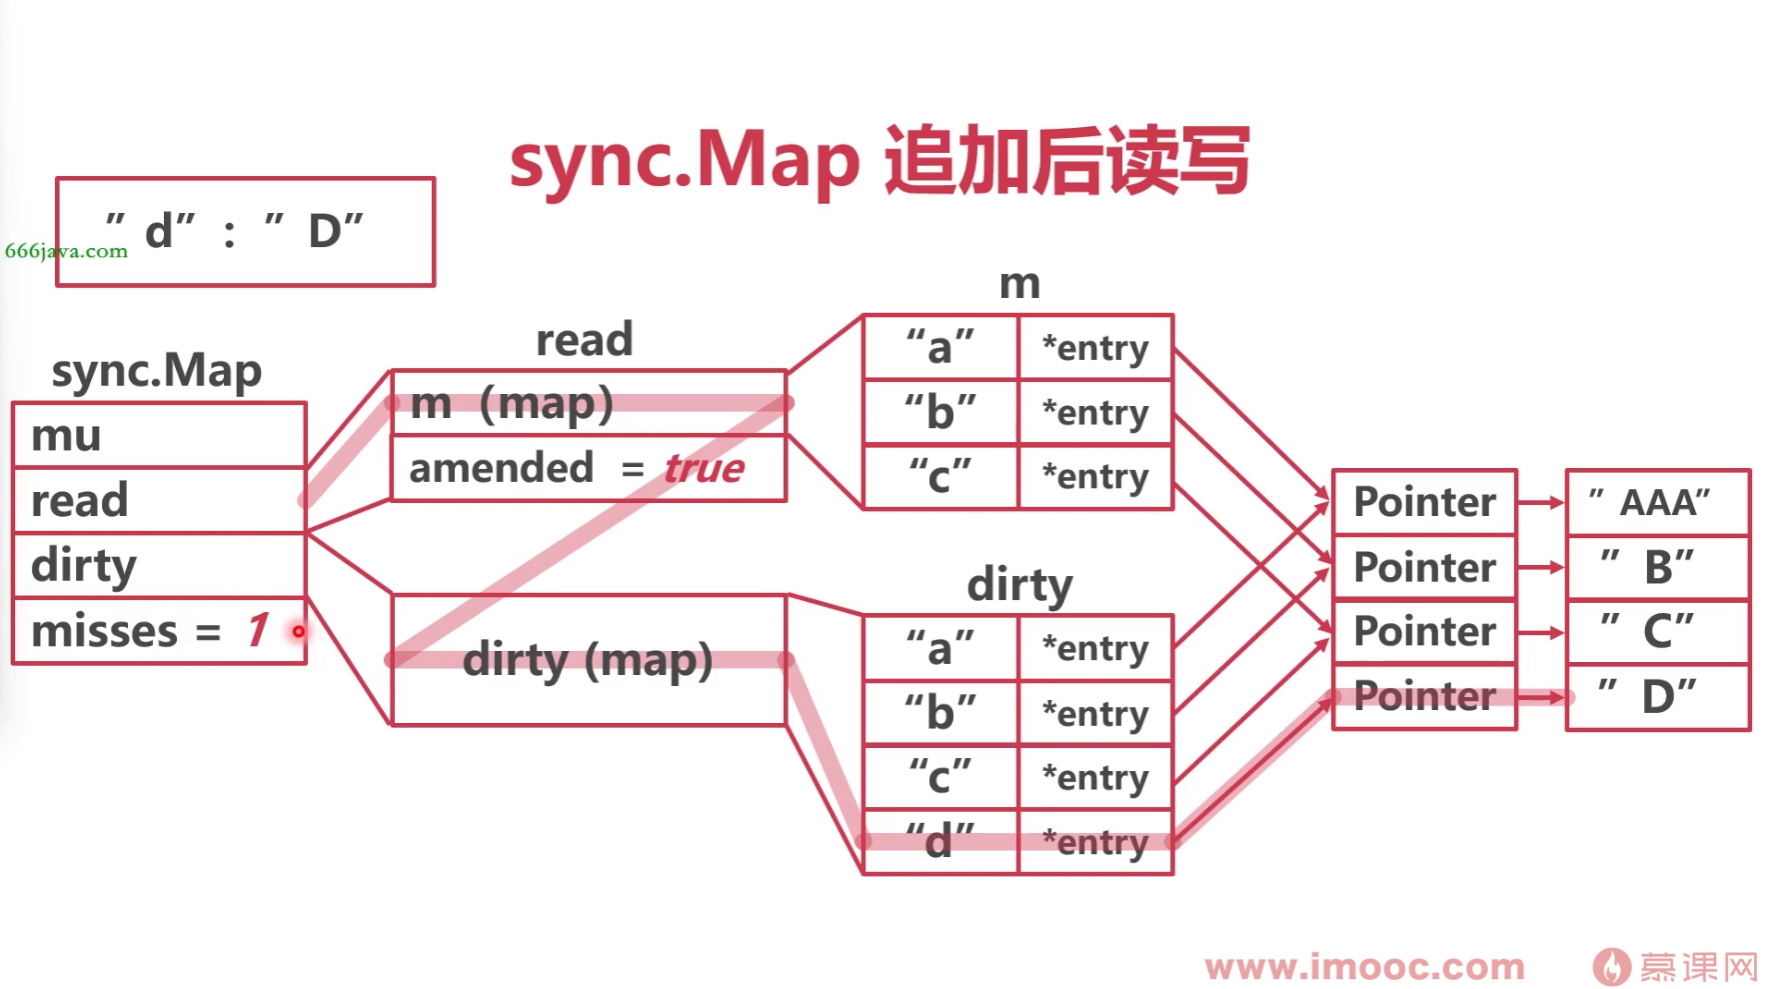 sync.Map 追加后读写
”d”：”D”
666java.com
sync.Map
mu
read
dirty
misses = 1
read
m（map）
amended = true
dirty (map)
m
“a” *entry
“b” *entry
“c” *entry
dirty
“a” *entry
“b” *entry
“c” *entry
“d” *entry
Pointer ”AAA”
Pointer ”B”
Pointer ”C”
Pointer ”D”
www.imooc.com 慕课网